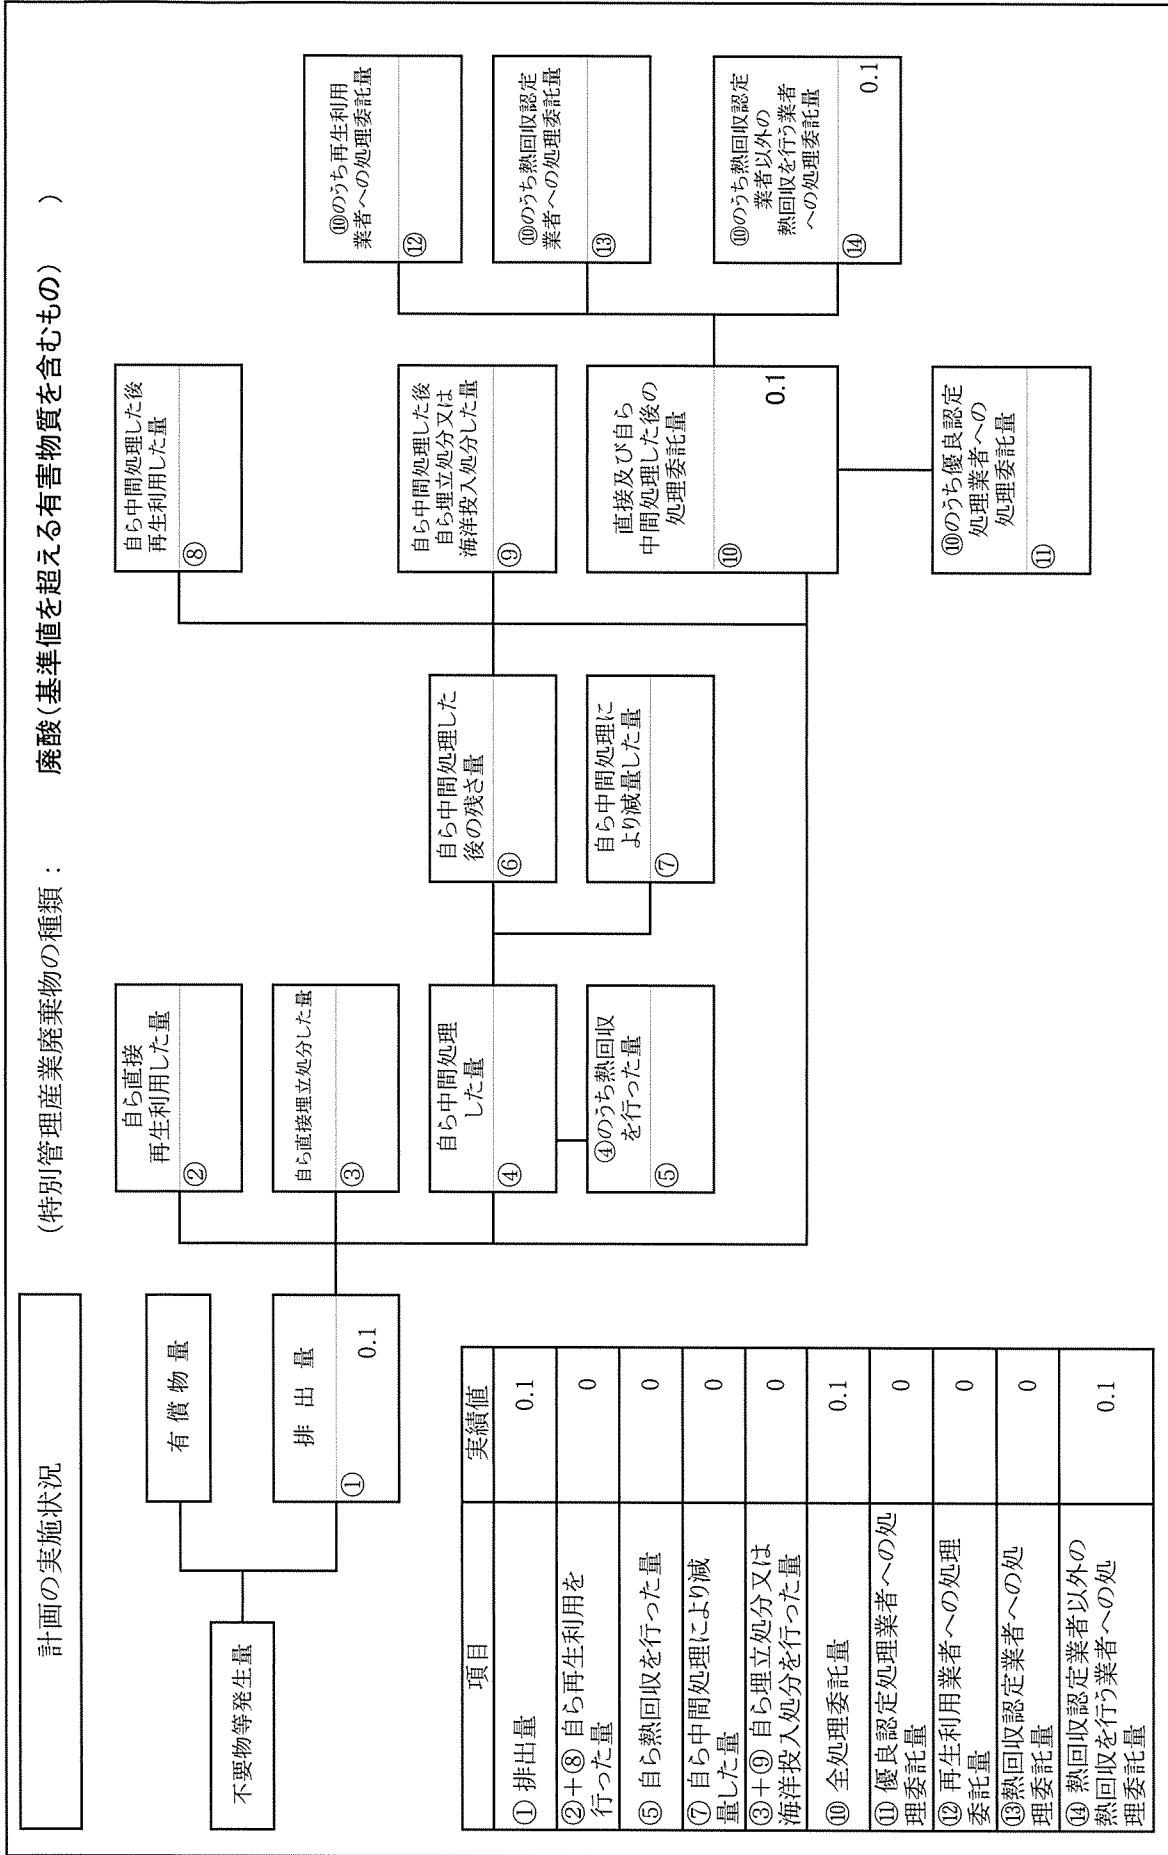 計画の実施状況
(特別管理産業廃棄物の種類： 廃酸(基準値を超える有害物質を含むもの) )
不要物等発生量
有 償 物 量
排 出 量
① 0.1
自ら直接
再生利用した量
②
自ら直接埋立処分した量
③
自ら中間処理
した量
④
④のうち熱回収
を行った量
⑤
自ら中間処理した
後の残さ量
⑥
自ら中間処理に
より減量した量
⑦
自ら中間処理した後
再生利用した量
⑧
自ら中間処理した後
自ら埋立処分又は
海洋投入処分した量
⑨
直接及び自ら
中間処理した後の
処理委託量
⑩ 0.1
⑩のうち優良認定
処理業者への
処理委託量
⑪
⑩のうち再生利用
業者への処理委託量
⑫
⑩のうち熱回収認定
業者への処理委託量
⑬
⑩のうち熱回収認定
業者以外の
熱回収を行う業者
への処理委託量
⑭ 0.1
項目 実績値
① 排出量 0.1
②＋⑧ 自ら再生利用を
行った量 0
⑤ 自ら熱回収を行った量 0
⑦ 自ら中間処理により減
量した量 0
③＋⑨ 自ら埋立処分又は
海洋投入処分を行った量 0
⑩ 全処理委託量 0.1
⑪ 優良認定処理業者への処
理委託量 0
⑫ 再生利用業者への処理
委託量 0
⑬熱回収認定業者への処
理委託量 0
⑭ 熱回収認定業者以外の
熱回収を行う業者への処
理委託量 0.1